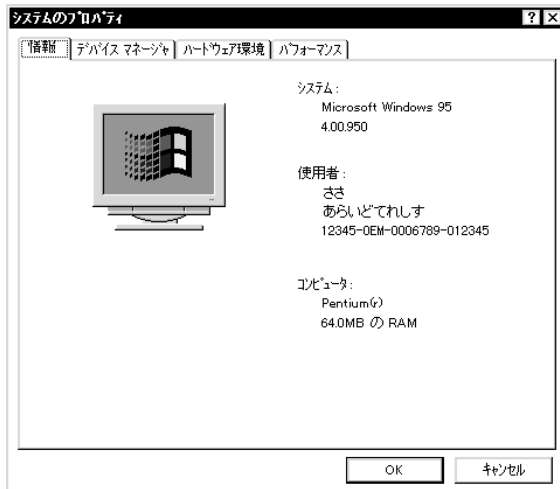 システムのプロパティ
情報 デバイス マネージャ ハードウェア環境 パフォーマンス
システム:
Microsoft Windows 95
4.00.950
使用者:
ささ
あらいどてれしす
12345-OEM-0006789-012345
コンピュータ:
Pentium(r)
64.0MB の RAM
OK キャンセル